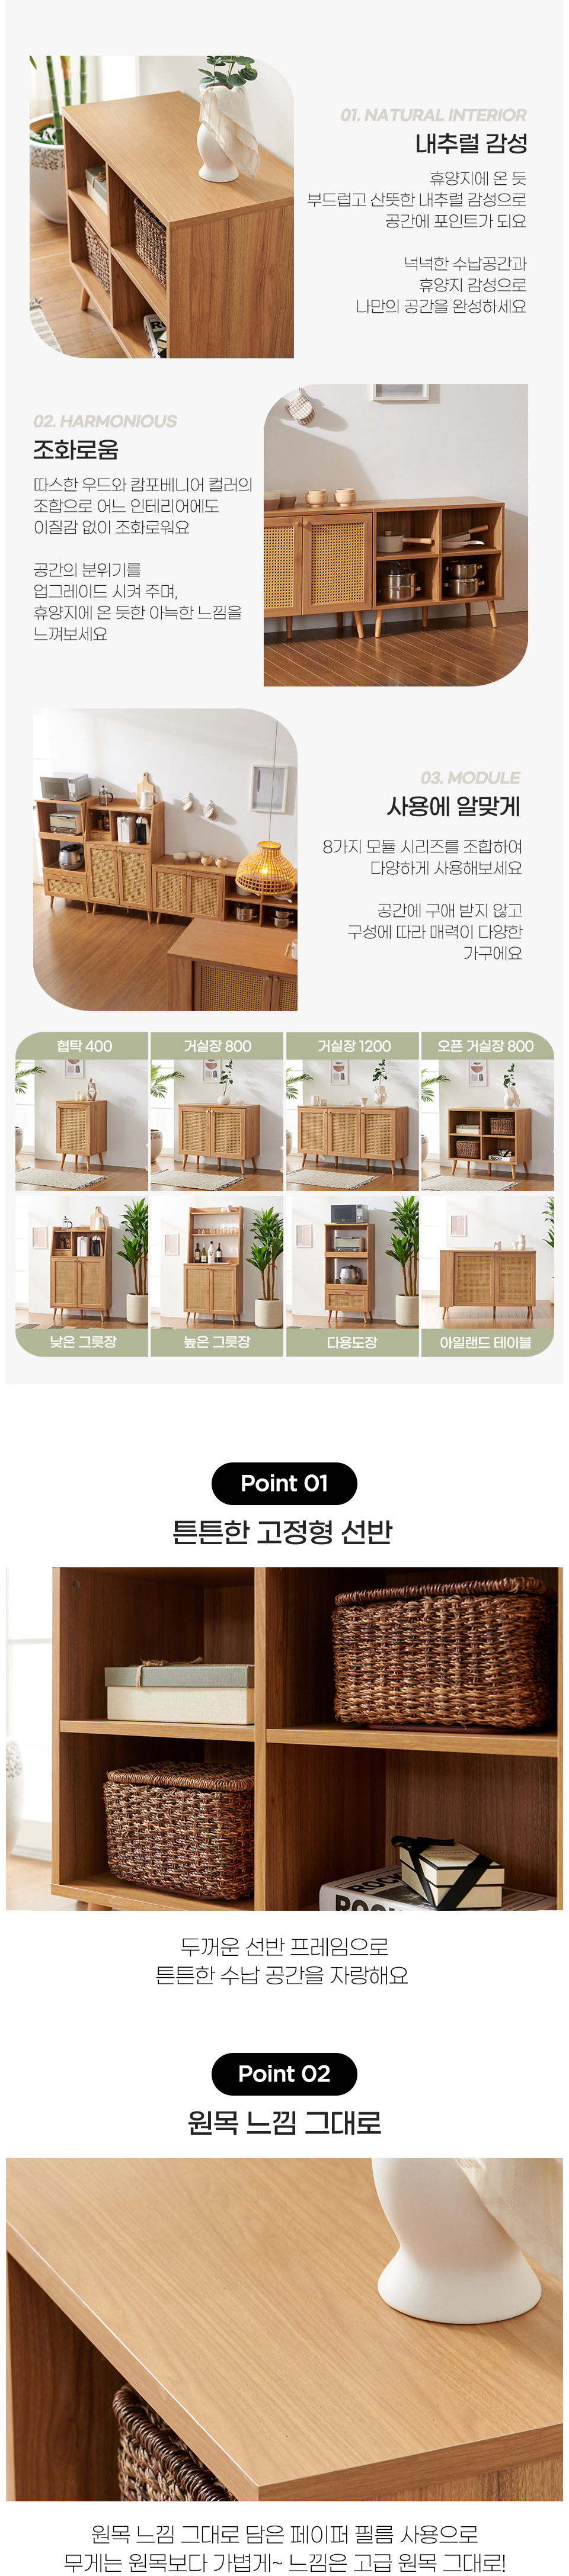 01. NATURAL INTERIOR
내추럴 감성
휴양지에 온 듯
부드럽고 산뜻한 내추럴 감성으로
공간에 포인트가 되요
넉넉한 수납공간과
휴양지 감성으로
나만의 공간을 완성하세요
02. HARMONIOUS
조화로움
따스한 우드와 캄포베니어 컬러의
조합으로 어느 인테리어에도
이질감 없이 조화로워요
공간의 분위기를
업그레이드 시켜 주며,
휴양지에 온 듯한 아늑한 느낌을
느껴보세요
03. MODULE
사용에 알맞게
8가지 모듈 시리즈를 조합하여
다양하게 사용해보세요
공간에 구애 받지 않고
구성에 따라 매력이 다양한
가구에요
협탁 400
거실장 800
거실장 1200
오픈 거실장 800
낮은 그릇장
높은 그릇장
다용도장
아일랜드 테이블
Point 01
튼튼한 고정형 선반
두꺼운 선반 프레임으로
튼튼한 수납 공간을 자랑해요
Point 02
원목 느낌 그대로
원목 느낌 그대로 담은 페이퍼 필름 사용으로
무게는 원목보다 가볍게~ 느낌은 고급 원목 그대로!